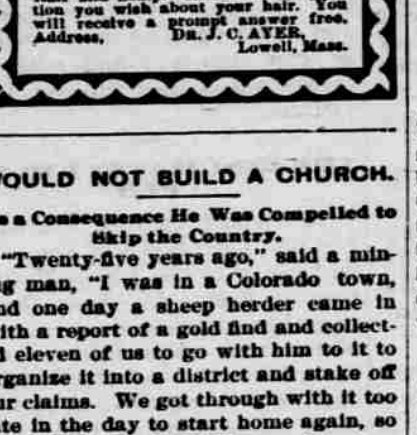 tion you wish about your hair. You
will receive a prompt answer free.
Address, DR. J. C. AYER,
Lowell, Mass.
OULD NOT BUILD A CHURCH.
s a Consequence He Was Compelled to
Skip the Country.
"Twenty-five years ago," said a min-
g man, "I was in a Colorado town,
nd one day a sheep herder came in
ith a report of a gold find and collect-
d eleven of us to go with him to it to
rganize it into a district and stake off
ur claims. We got through with it too
te in the day to start home again, so